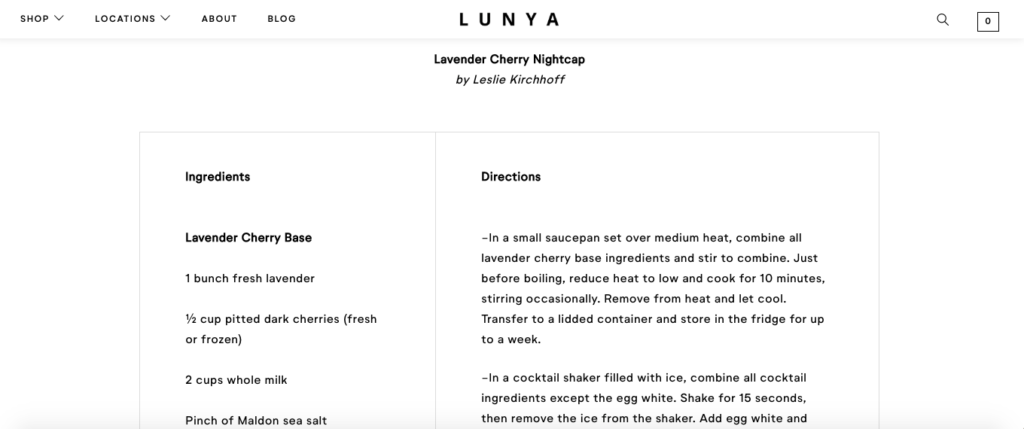 SHOP LOCATIONS ABOUT BLOG LUNYA 0
Lavender Cherry Nightcap
by Leslie Kirchhoff
Ingredients
Lavender Cherry Base
1 bunch fresh lavender
½ cup pitted dark cherries (fresh
or frozen)
2 cups whole milk
Pinch of Maldon sea salt
Directions
–In a small saucepan set over medium heat, combine all
lavender cherry base ingredients and stir to combine. Just
before boiling, reduce heat to low and cook for 10 minutes,
stirring occasionally. Remove from heat and let cool.
Transfer to a lidded container and store in the fridge for up
to a week.
–In a cocktail shaker filled with ice, combine all cocktail
ingredients except the egg white. Shake for 15 seconds,
then remove the ice from the shaker. Add egg white and